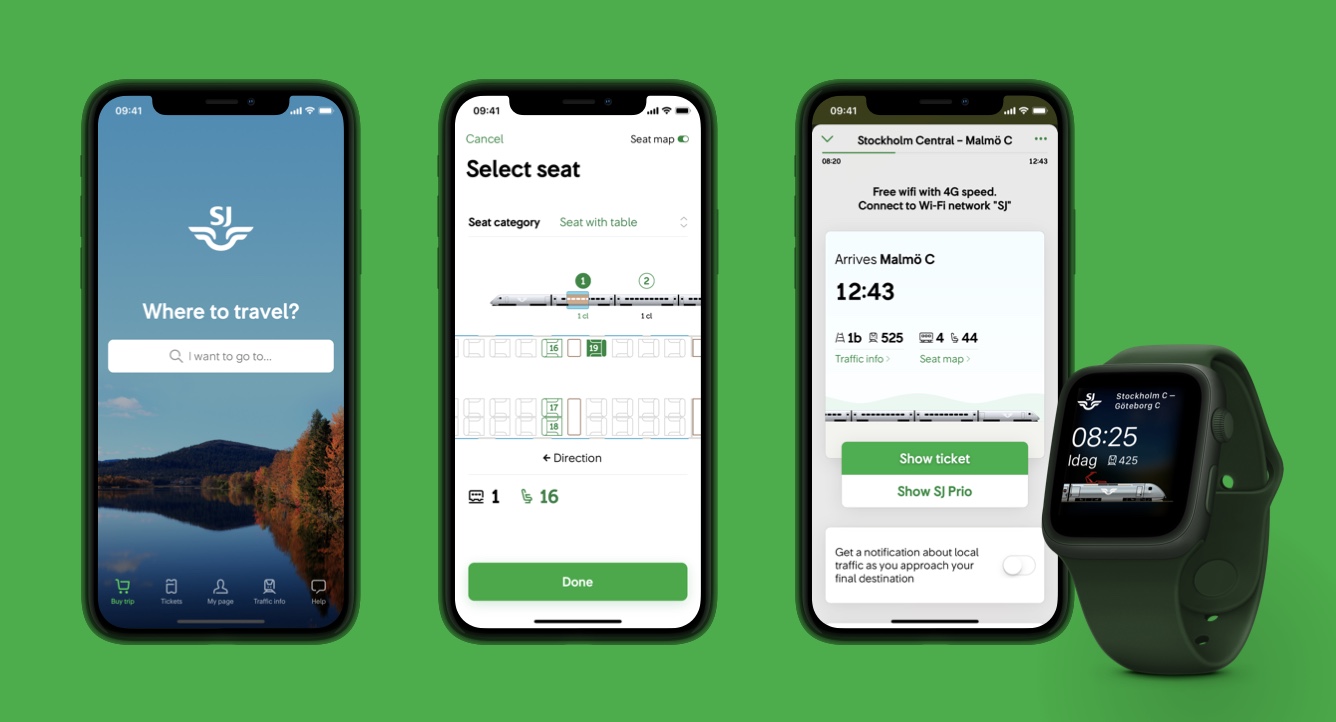 09:41
SJ
Where to travel?
I want to go to...
Buy trip
Tickets
My page
Traffic info
Help
09:41
Cancel
Seat map
Select seat
Seat category
Seat with table
1
2
1 cl
1 cl
16
19
17
18
← Direction
1
16
Done
09:41
Stockholm Central – Malmö C
08:20
12:43
Free wifi with 4G speed.
Connect to Wi-Fi network "SJ"
Arrives Malmö C
12:43
1b 525 4 44
Traffic info >
Seat map >
Show ticket
Show SJ Prio
Get a notification about local
traffic as you approach your
final destination
SJ
Stockholm C –
Göteborg C
08:25
Idag 425